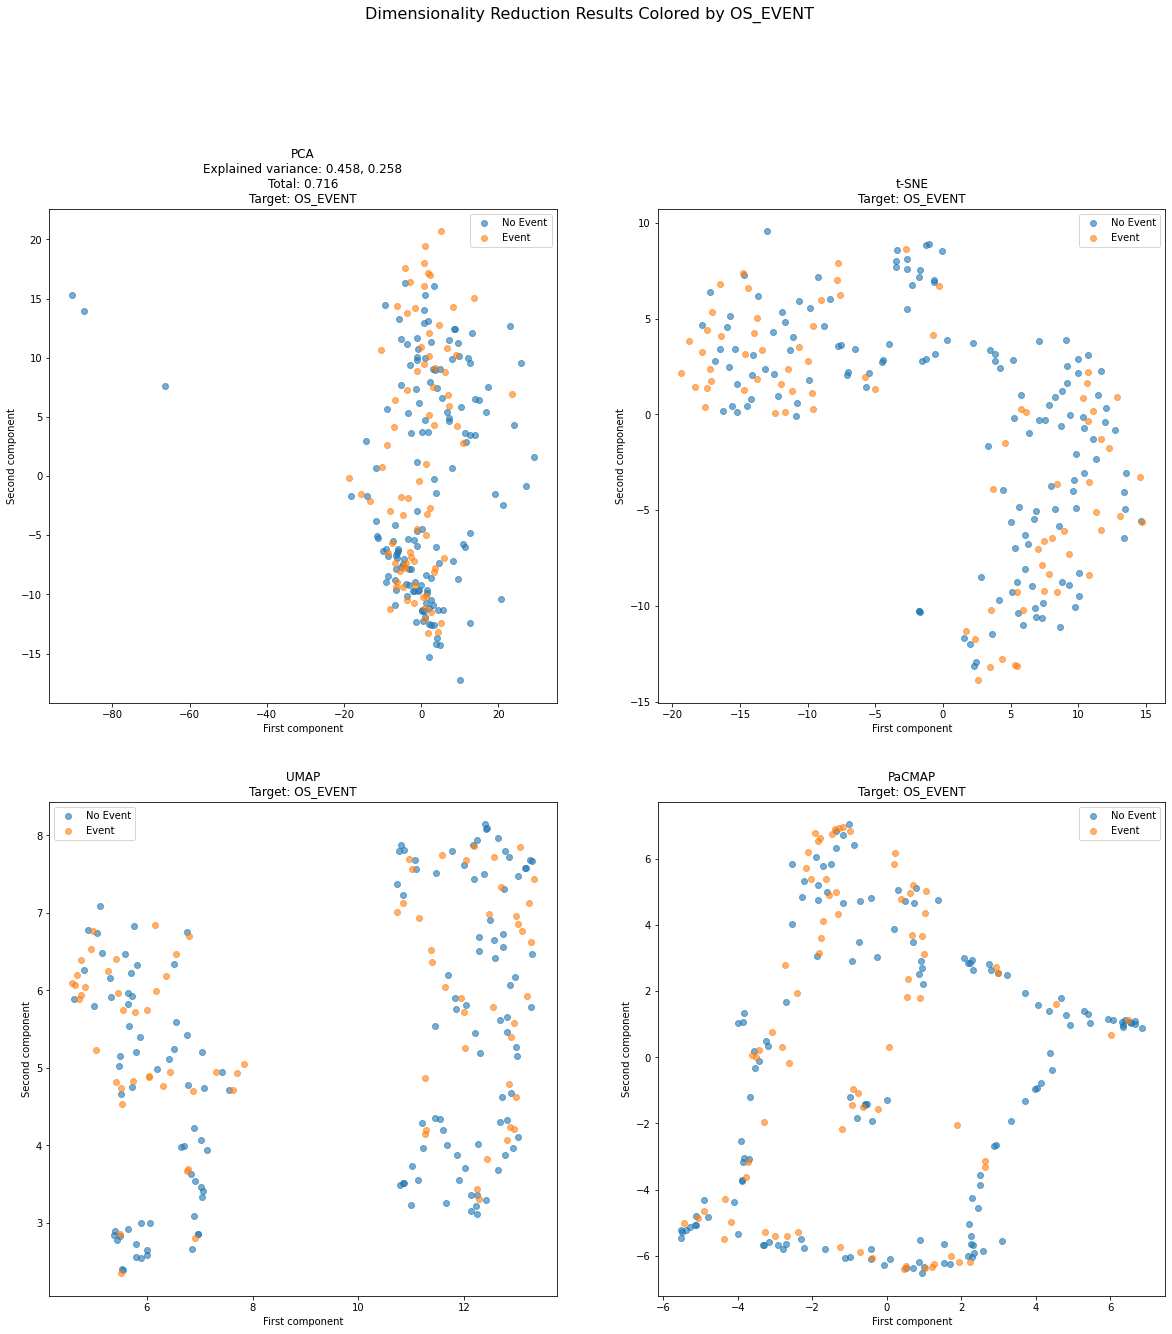 Dimensionality Reduction Results Colored by OS_EVENT
PCA
Explained variance: 0.458, 0.258
Total: 0.716
Target: OS_EVENT
No Event
Event
20
15
10
5
0
−5
−10
−15
Second component
−80
−60
−40
−20
0
20
First component
t-SNE
Target: OS_EVENT
No Event
Event
10
5
0
−5
−10
−15
Second component
−20
−15
−10
−5
0
5
10
15
First component
UMAP
Target: OS_EVENT
No Event
Event
8
7
6
5
4
3
Second component
6
8
10
12
First component
PaCMAP
Target: OS_EVENT
No Event
Event
6
4
2
0
−2
−4
−6
Second component
−6
−4
−2
0
2
4
6
First component